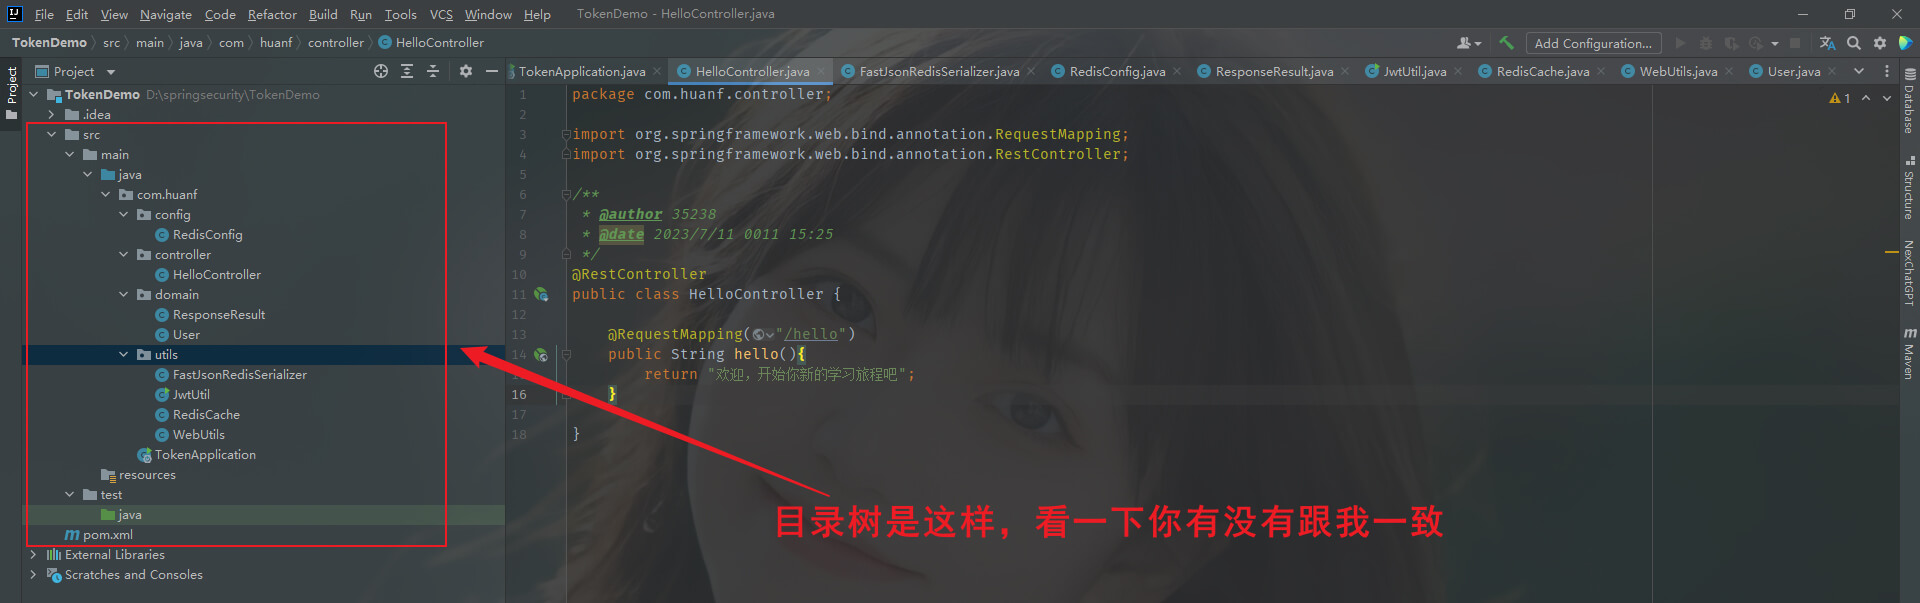 File Edit View Navigate Code Refactor Build Run Tools VCS Window Help TokenDemo - HelloController.java
TokenDemo src main java com huanf controller HelloController Add Configuration...
Project
Project
TokenApplication.java HelloController.java FastJsonRedisSerializer.java RedisConfig.java ResponseResult.java JwtUtil.java RedisCache.java WebUtils.java User.java
TokenDemo D:\springsecurity\TokenDemo
.idea
src
main
java
com.huanf
config
RedisConfig
controller
HelloController
domain
ResponseResult
User
utils
FastJsonRedisSerializer
JwtUtil
RedisCache
WebUtils
TokenApplication
resources
test
java
pom.xml
External Libraries
Scratches and Consoles
1 package com.huanf.controller;
2
3 import org.springframework.web.bind.annotation.RequestMapping;
4 import org.springframework.web.bind.annotation.RestController;
5
6 /**
7 * @author 35238
8 * @date 2023/7/11 0011 15:25
9 */
10 @RestController
11 public class HelloController {
12
13 @RequestMapping("/hello")
14 public String hello(){
return "欢迎，开始你新的学习旅程吧";
16 }
17
18 }
1
目录树是这样，看一下你有没有跟我一致
Database
Structure
NexChatGPT
Maven